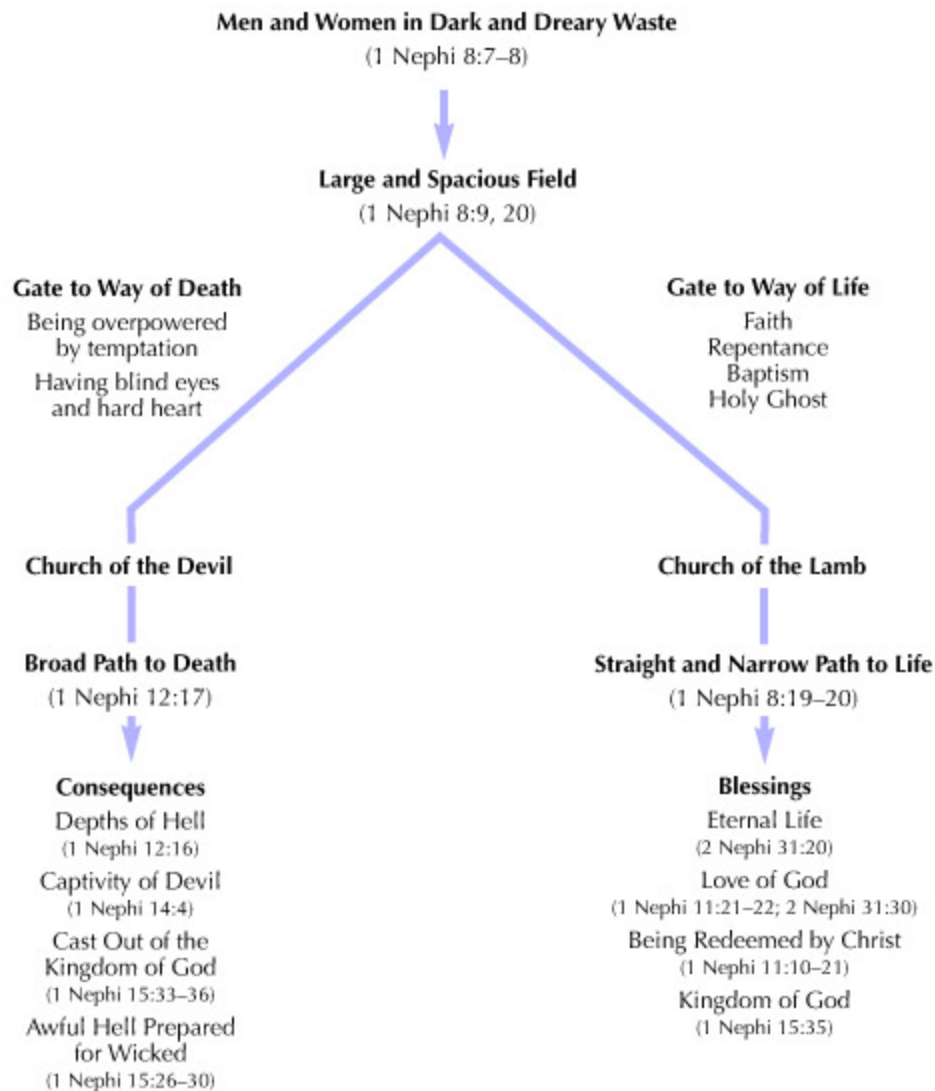 Men and Women in Dark and Dreary Waste
(1 Nephi 8:7–8)
Large and Spacious Field
(1 Nephi 8:9, 20)
Gate to Way of Death
Being overpowered
by temptation
Having blind eyes
and hard heart
Gate to Way of Life
Faith
Repentance
Baptism
Holy Ghost
Church of the Devil
Church of the Lamb
Broad Path to Death
(1 Nephi 12:17)
Straight and Narrow Path to Life
(1 Nephi 8:19–20)
Consequences
Depths of Hell
(1 Nephi 12:16)
Captivity of Devil
(1 Nephi 14:4)
Cast Out of the
Kingdom of God
(1 Nephi 15:33–36)
Awful Hell Prepared
for Wicked
(1 Nephi 15:26–30)
Blessings
Eternal Life
(2 Nephi 31:20)
Love of God
(1 Nephi 11:21–22; 2 Nephi 31:30)
Being Redeemed by Christ
(1 Nephi 11:10–21)
Kingdom of God
(1 Nephi 15:35)